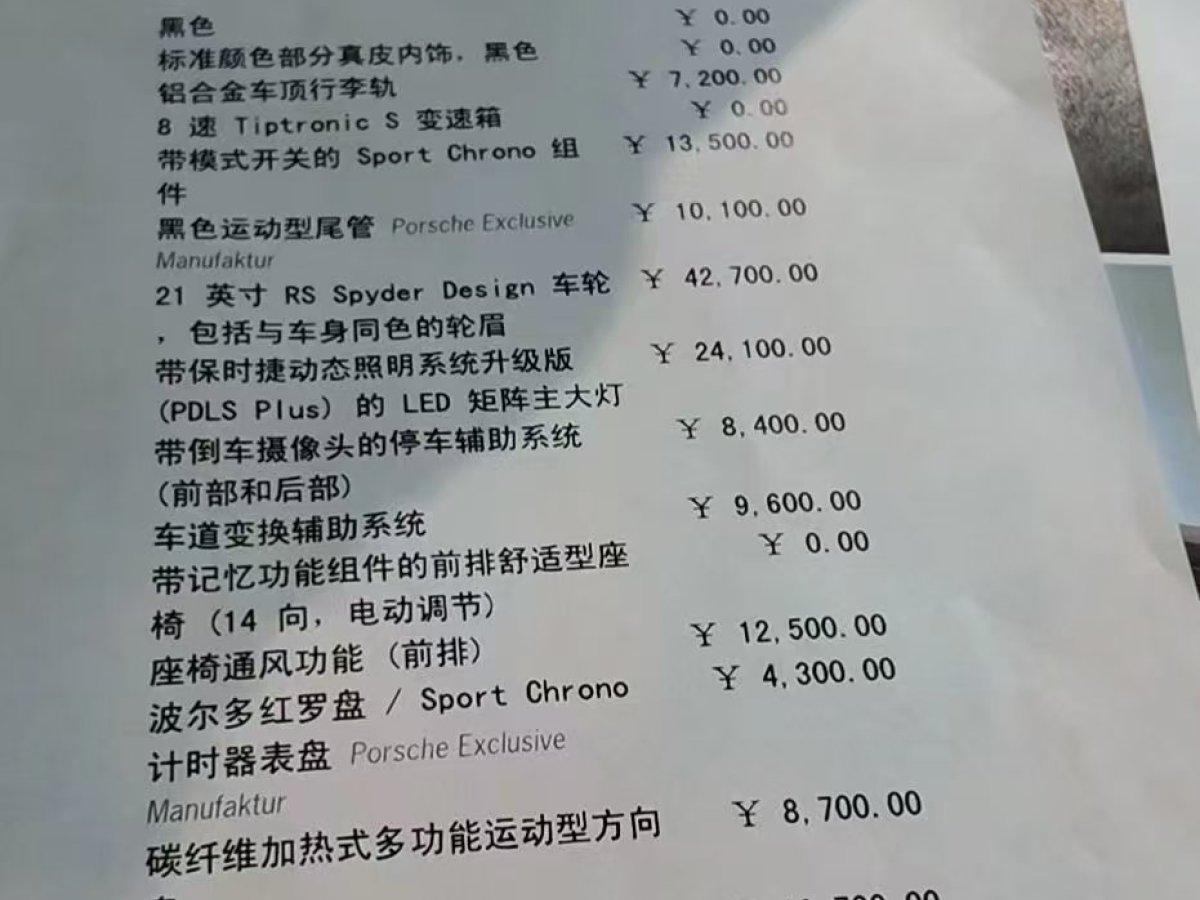 黑色 ¥ 0.00
标准颜色部分真皮内饰，黑色 ¥ 0.00
铝合金车顶行李轨 ¥ 7,200.00
8 速 Tiptronic S 变速箱 ¥ 0.00
带模式开关的 Sport Chrono 组 ¥ 13,500.00
件
黑色运动型尾管 Porsche Exclusive ¥ 10,100.00
Manufaktur
21 英寸 RS Spyder Design 车轮 ¥ 42,700.00
，包括与车身同色的轮眉
带保时捷动态照明系统升级版 ¥ 24,100.00
(PDLS Plus) 的 LED 矩阵主大灯
带倒车摄像头的停车辅助系统 ¥ 8,400.00
(前部和后部)
车道变换辅助系统 ¥ 9,600.00
带记忆功能组件的前排舒适型座 ¥ 0.00
椅 (14 向，电动调节)
座椅通风功能 (前排) ¥ 12,500.00
波尔多红罗盘 / Sport Chrono ¥ 4,300.00
计时器表盘 Porsche Exclusive
Manufaktur
碳纤维加热式多功能运动型方向 ¥ 8,700.00